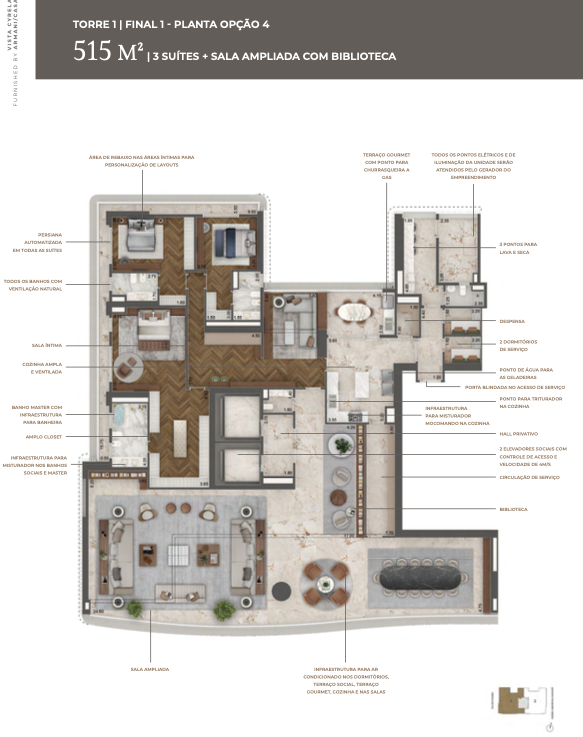 VISTA CYRELA
FURNISHED BY ARMANI/CASA
TORRE 1 | FINAL 1 - PLANTA OPÇÃO 4
515 M² | 3 SUÍTES + SALA AMPLIADA COM BIBLIOTECA
ÁREA DE REBAIXO NAS ÁREAS ÍNTIMAS PARA
PERSONALIZAÇÃO DE LAYOUTS
TERRAÇO GOURMET
COM PONTO PARA
CHURRASQUEIRA A
GÁS
TODOS OS PONTOS ELÉTRICOS E DE
ILUMINAÇÃO DA UNIDADE SERÃO
ATENDIDOS PELO GERADOR DO
EMPREENDIMENTO
PERSIANA
AUTOMATIZADA
EM TODAS AS SUÍTES
TODOS OS BANHOS COM
VENTILAÇÃO NATURAL
SALA ÍNTIMA
COZINHA AMPLA
E VENTILADA
BANHO MASTER COM
INFRAESTRUTURA
PARA BANHEIRA
AMPLO CLOSET
INFRAESTRUTURA PARA
MISTURADOR NOS BANHOS
SOCIAIS E MASTER
2 PONTOS PARA
LAVA E SECA
DESPENSA
2 DORMITÓRIOS
DE SERVIÇO
PONTO DE ÁGUA PARA
AS GELADEIRAS
PORTA BLINDADA NO ACESSO DE SERVIÇO
PONTO PARA TRITURADOR
NA COZINHA
INFRAESTRUTURA
PARA MISTURADOR
MONOCOMANDO NA COZINHA
HALL PRIVATIVO
2 ELEVADORES SOCIAIS COM
CONTROLE DE ACESSO E
VELOCIDADE DE 4M/S
CIRCULAÇÃO DE SERVIÇO
BIBLIOTECA
SALA AMPLIADA
INFRAESTRUTURA PARA AR
CONDICIONADO NOS DORMITÓRIOS,
TERRAÇO SOCIAL, TERRAÇO
GOURMET, COZINHA E NAS SALAS